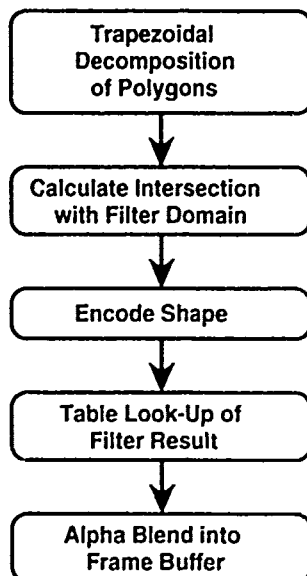 Trapezoidal
Decomposition
of Polygons
Calculate Intersection
with Filter Domain
Encode Shape
Table Look-Up of
Filter Result
Alpha Blend into
Frame Buffer